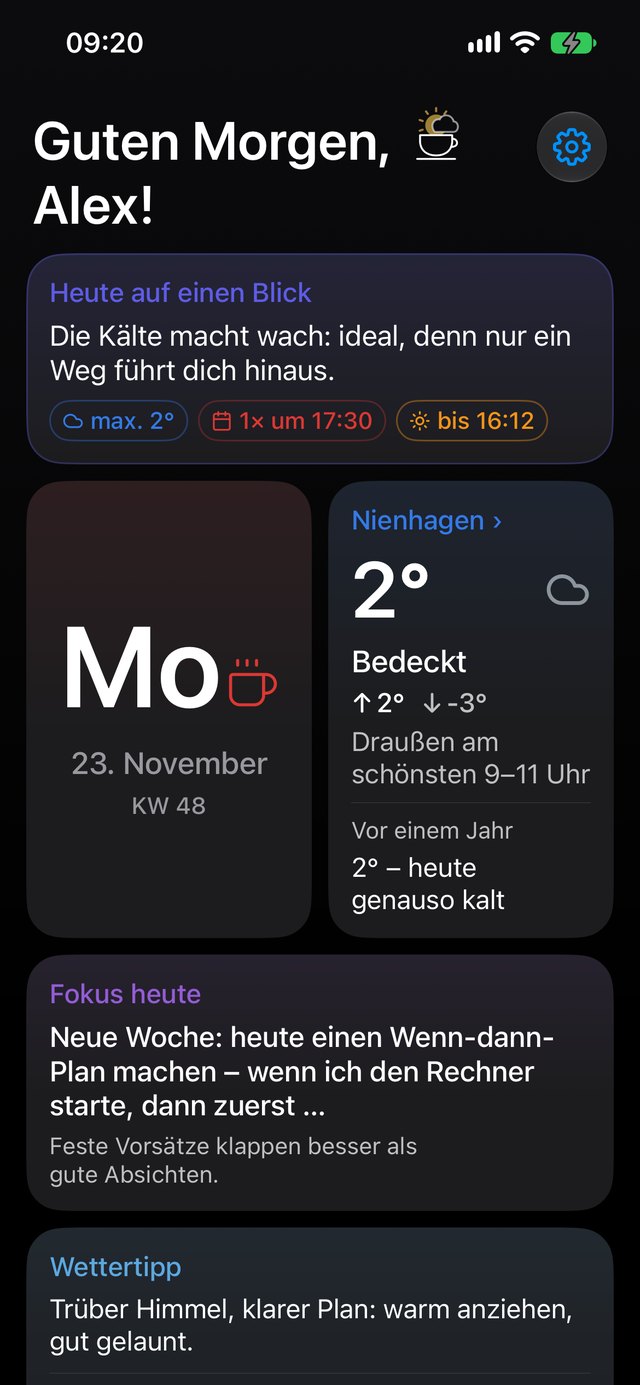 09:20
Guten Morgen,
Alex!
Heute auf einen Blick
Die Kälte macht wach: ideal, denn nur ein
Weg führt dich hinaus.
max. 2°
1× um 17:30
bis 16:12
Mo
23. November
KW 48
Nienhagen ›
2°
Bedeckt
↑ 2° ↓ -3°
Draußen am
schönsten 9–11 Uhr
Vor einem Jahr
2° – heute
genauso kalt
Fokus heute
Neue Woche: heute einen Wenn-dann-
Plan machen – wenn ich den Rechner
starte, dann zuerst ...
Feste Vorsätze klappen besser als
gute Absichten.
Wettertipp
Trüber Himmel, klarer Plan: warm anziehen,
gut gelaunt.